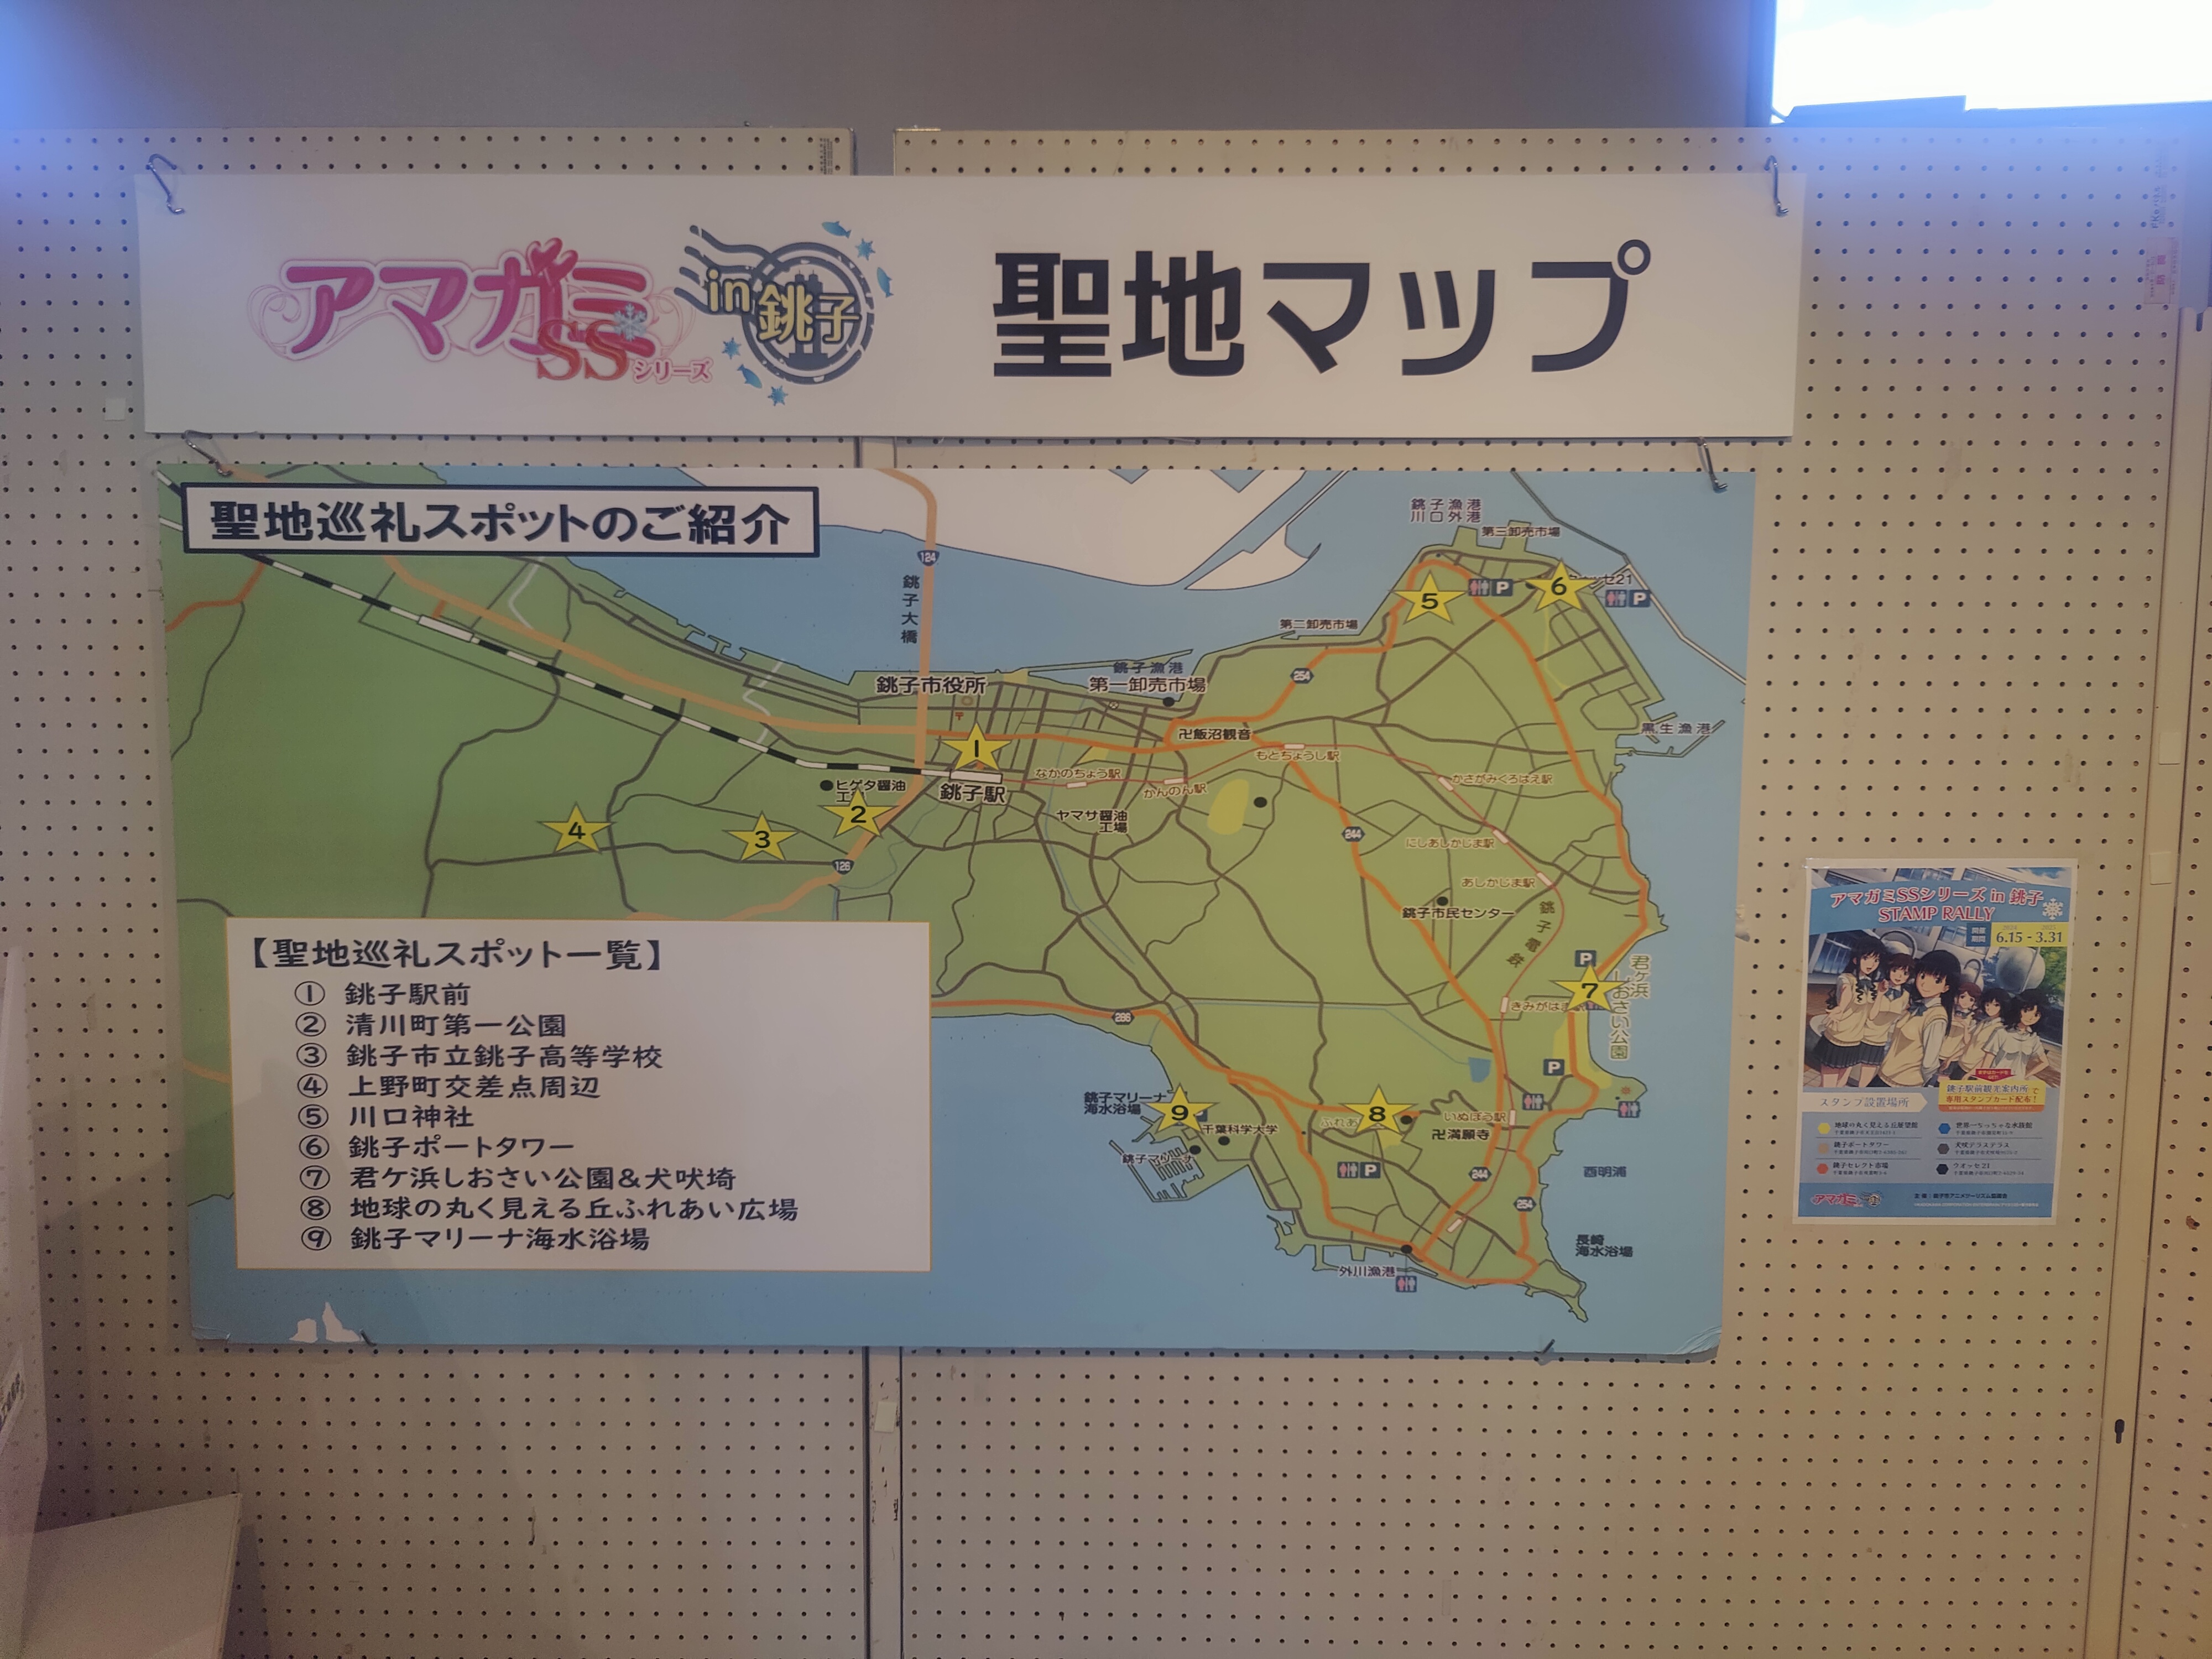 アマガミSSシリーズ in 銚子
聖地マップ
聖地巡礼スポットのご紹介
124
銚子大橋
銚子漁港
川口外港
第三卸売市場
5
6
P
P
第二卸売市場
銚子漁港
第一卸売市場
254
銚子市役所
黒生漁港
卍飯沼観音
もとちょうし駅
1
銚子駅
なかのちょう駅
かんのん駅
かさがみくろはえ駅
ヒゲタ醤油
2
3
4
ヤマサ醤油
工場
126
244
にしあしかじま駅
あしかじま駅
銚子市民センター
銚子電鉄
P
7
君ケ浜
しおさい公園
P
286
【聖地巡礼スポット一覧】
① 銚子駅前
② 清川町第一公園
③ 銚子市立銚子高等学校
④ 上野町交差点周辺
⑤ 川口神社
⑥ 銚子ポートタワー
⑦ 君ケ浜しおさい公園&犬吠埼
⑧ 地球の丸く見える丘ふれあい広場
⑨ 銚子マリーナ海水浴場
銚子マリーナ
海水浴場
9
千葉科学大学
銚子マリーナ
8
いぬぼう駅
卍満願寺
P
244
254
酉明浦
長崎
海水浴場
外川漁港
アマガミSSシリーズ in 銚子
STAMP RALLY
開催期間
6.15 - 3.31
銚子駅前観光案内所で
専用スタンプカード配布!
スタンプ設置場所
地球の丸く見える丘展望館
世界一ちっちゃな水族館
銚子ポートタワー
犬吠テラステラス
銚子セレクト市場
ウオッセ21
アマガミ